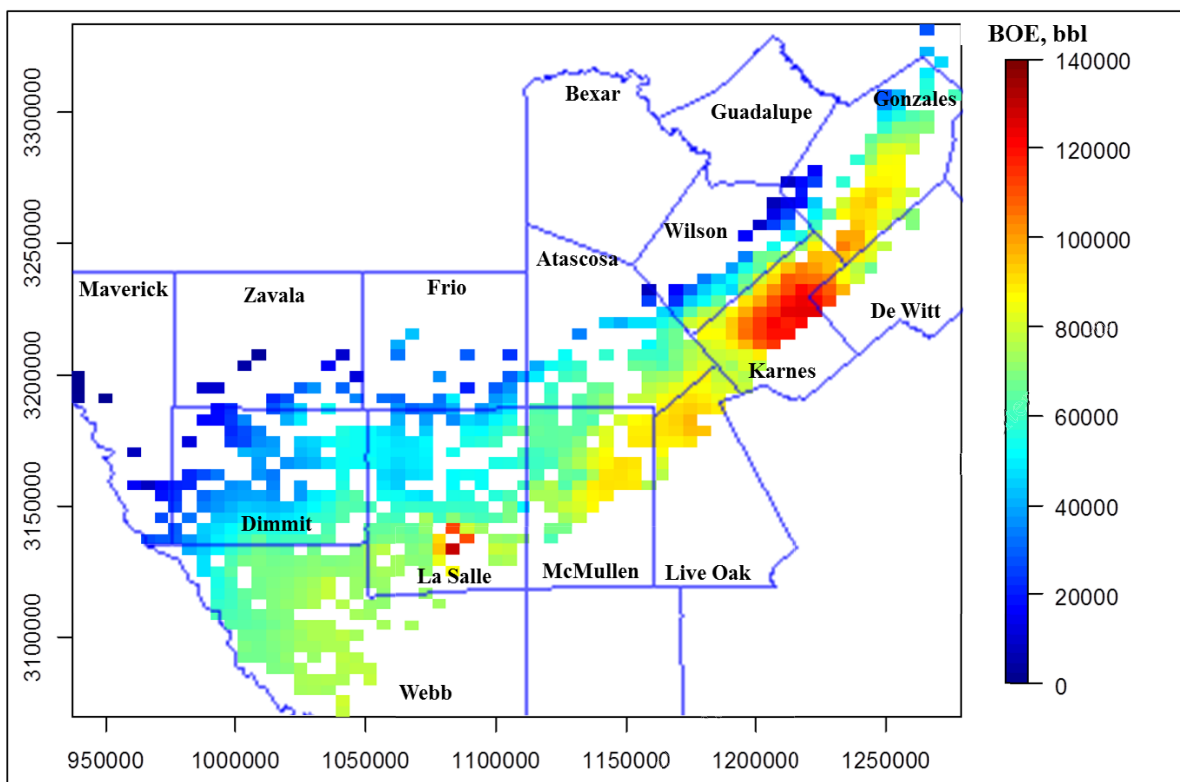 BOE, bbl
140000
120000
100000
80000
60000
40000
20000
0
3300000
3250000
3200000
3150000
3100000
Bexar
Guadalupe
Gonzales
Wilson
Atascosa
Maverick
Zavala
Frio
De Witt
Karnes
Dimmit
La Salle
McMullen
Live Oak
Webb
950000
1000000
1050000
1100000
1150000
1200000
1250000